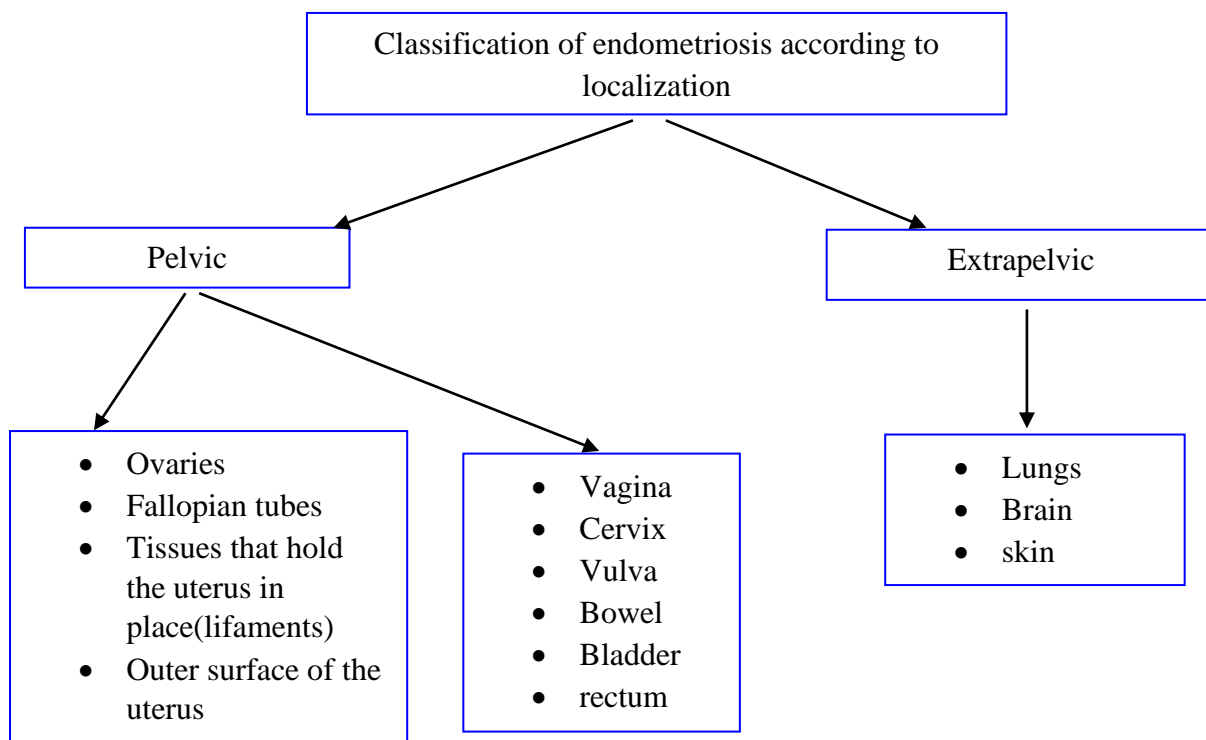 Classification of endometriosis according to
localization
Pelvic
Extrapelvic
• Ovaries
• Fallopian tubes
• Tissues that hold
the uterus in
place(lifaments)
• Outer surface of the
uterus
• Vagina
• Cervix
• Vulva
• Bowel
• Bladder
• rectum
• Lungs
• Brain
• skin